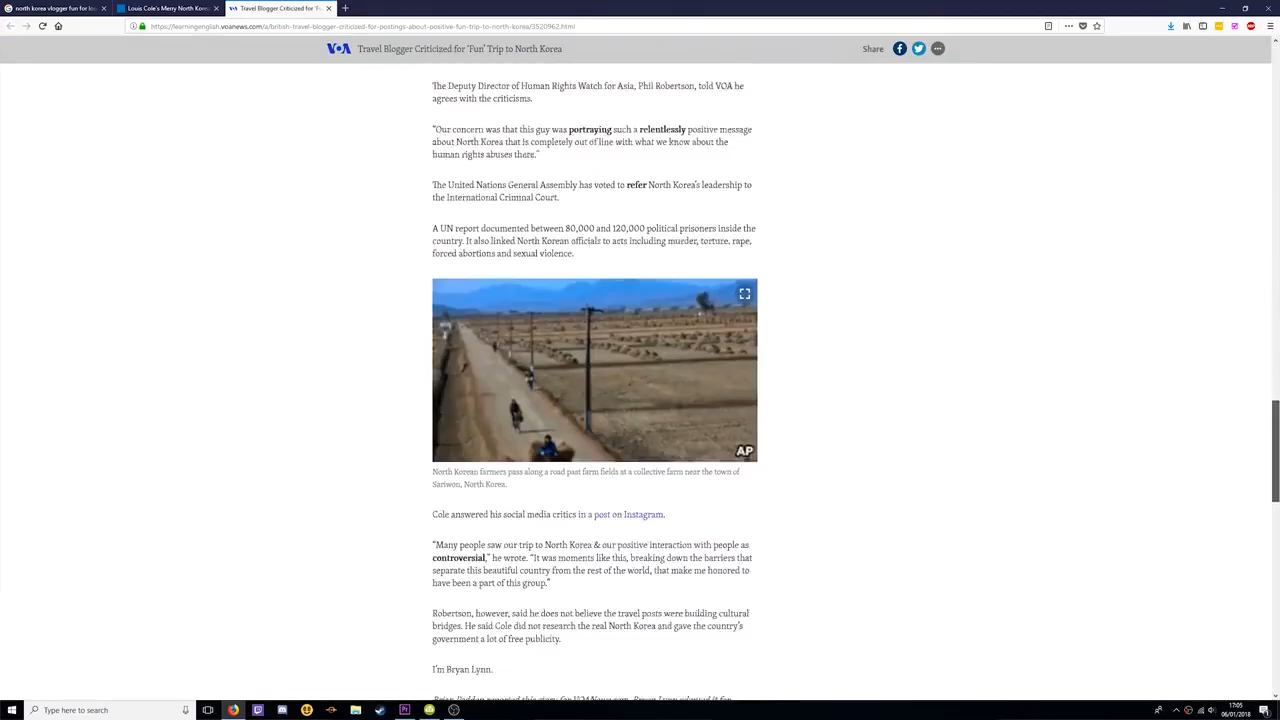 north korea vlogger fun for lou
Louis Cole's Merry North Korea
Travel Blogger Criticized for 'Fu
https://learningenglish.voanews.com/a/british-travel-blogger-criticized-for-postings-about-positive-fun-trip-to-north-korea/3520962.html
VOA Travel Blogger Criticized for 'Fun' Trip to North Korea
Share
The Deputy Director of Human Rights Watch for Asia, Phil Robertson, told VOA he
agrees with the criticisms.
"Our concern was that this guy was portraying such a relentlessly positive message
about North Korea that is completely out of line with what we know about the
human rights abuses there."
The United Nations General Assembly has voted to refer North Korea's leadership to
the International Criminal Court.
A UN report documented between 80,000 and 120,000 political prisoners inside the
country. It also linked North Korean officials to acts including murder, torture, rape,
forced abortions and sexual violence.
AP
North Korean farmers pass along a road past farm fields at a collective farm near the town of
Sariwon, North Korea.
Cole answered his social media critics in a post on Instagram.
"Many people saw our trip to North Korea & our positive interaction with people as
controversial," he wrote. "It was moments like this, breaking down the barriers that
separate this beautiful country from the rest of the world, that make me honored to
have been a part of this group."
Robertson, however, said he does not believe the travel posts were building cultural
bridges. He said Cole did not research the real North Korea and gave the country's
government a lot of free publicity.
I'm Bryan Lynn.
Type here to search
17:05
06/01/2018